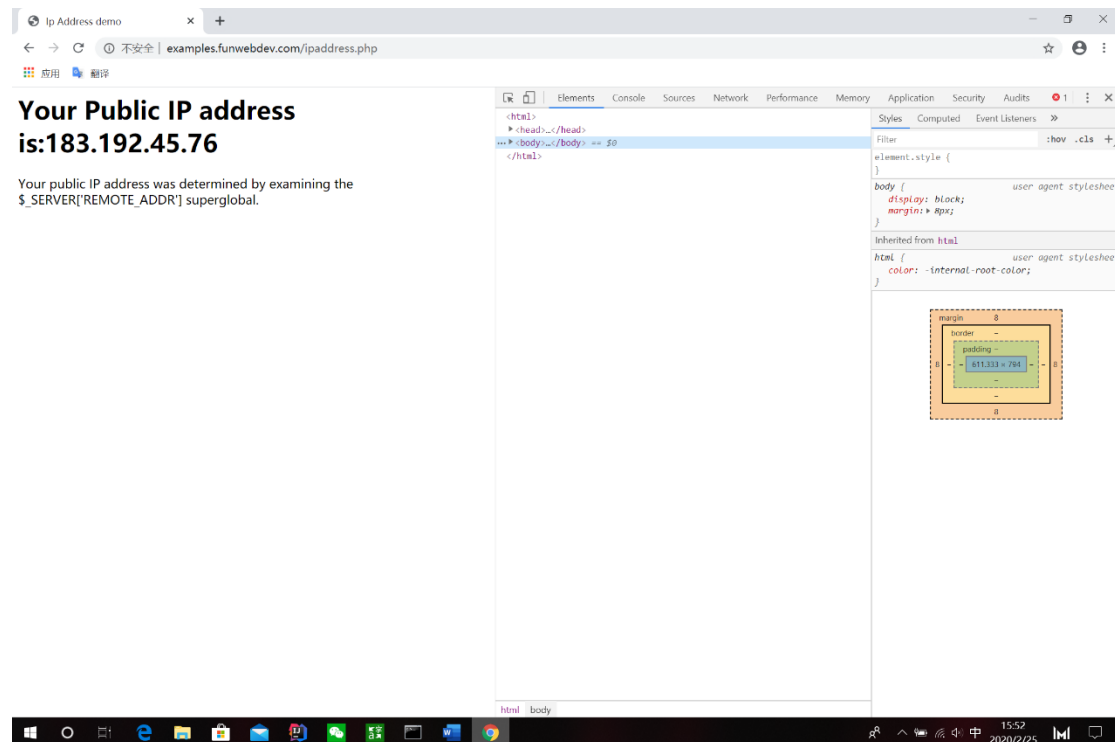 Ip Address demo
不安全 | examples.funwebdev.com/ipaddress.php
应用 翻译
Your Public IP address
is:183.192.45.76
Your public IP address was determined by examining the
$_SERVER['REMOTE_ADDR'] superglobal.
Elements Console Sources Network Performance Memory Application Security Audits 1
<html>
<head>…</head>
<body>…</body> == $0
</html>
Styles Computed Event Listeners
Filter :hov .cls +
element.style {
}
body { user agent styleshee
display: block;
margin: 8px;
}
Inherited from html
html { user agent styleshee
color: -internal-root-color;
}
margin 8
border –
padding –
8 – – 611.333 × 794 – – 8
–
–
8
html body
中 15:52
2020/2/25